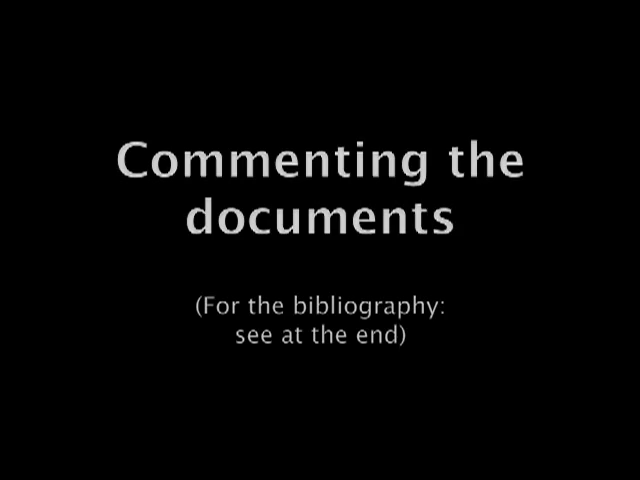 Commenting the
documents
(For the bibliography:
see at the end)